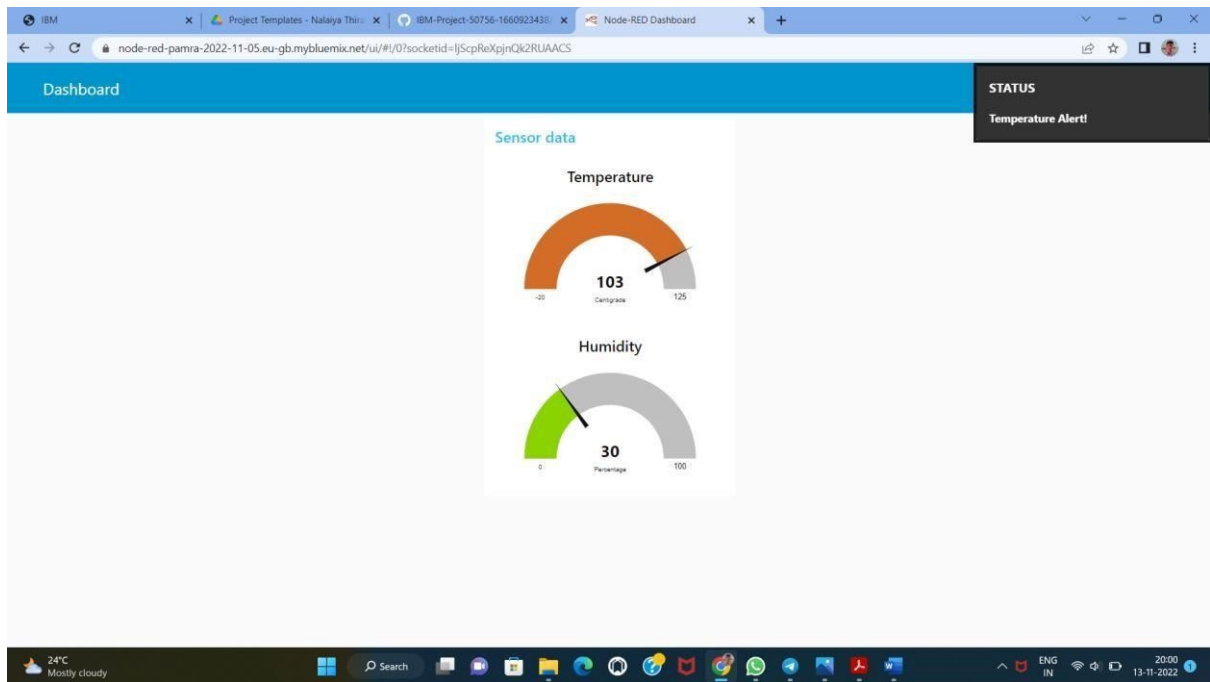 IBM
Project Templates - Nalaiya Thira
IBM-Project-50756-1660923438/
Node-RED Dashboard
node-red-pamra-2022-11-05.eu-gb.mybluemix.net/ui/#!/0?socketid=ljScpReXpjnQk2RUAACS
Dashboard
STATUS
Temperature Alert!
Sensor data
Temperature
103
-20
Centigrade
125
Humidity
30
0
Percentage
100
24°C
Mostly cloudy
Search
ENG
IN
20:00
13-11-2022
1